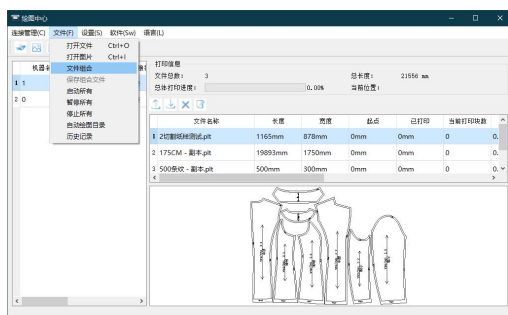 绘图中心
连接管理(C) 文件(F) 设置(S) 软件(Sw) 语言(L)
打开文件 Ctrl+O
打开图片 Ctrl+I
文件组合
保存组合文件
启动所有
暂停所有
停止所有
自动绘图目录
历史记录
机器名
1 1
2 0
打印信息
文件总数: 3 总长度: 21556 mm
总体打印进度: 0.00% 当前位置:
文件名称 长度 宽度 起点 已打印 当前打印块数
1 2切割纸样测试.plt 1165mm 878mm 0mm 0mm 0 0.
2 175CM - 副本.plt 19893mm 1750mm 0mm 0mm 0 0.
3 500条纹 - 副本.plt 500mm 300mm 0mm 0mm 0 0.